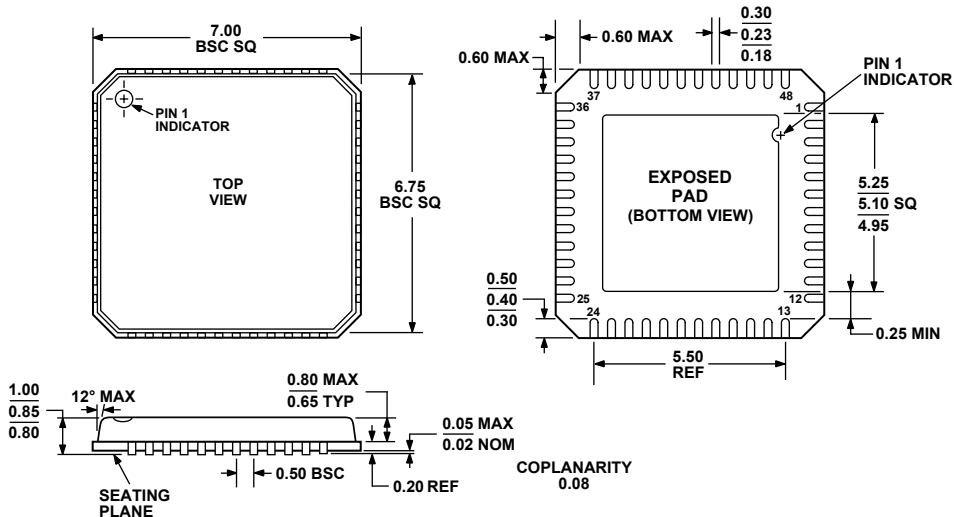 7.00
BSC SQ
PIN 1
INDICATOR
TOP
VIEW
6.75
BSC SQ
0.60 MAX
0.60 MAX
0.30
0.23
0.18
PIN 1
INDICATOR
37
48
36
1
EXPOSED
PAD
(BOTTOM VIEW)
5.25
5.10 SQ
4.95
25
12
24
13
0.50
0.40
0.30
0.25 MIN
5.50
REF
1.00
0.85
0.80
12° MAX
0.80 MAX
0.65 TYP
0.05 MAX
0.02 NOM
0.50 BSC
0.20 REF
COPLANARITY
0.08
SEATING
PLANE